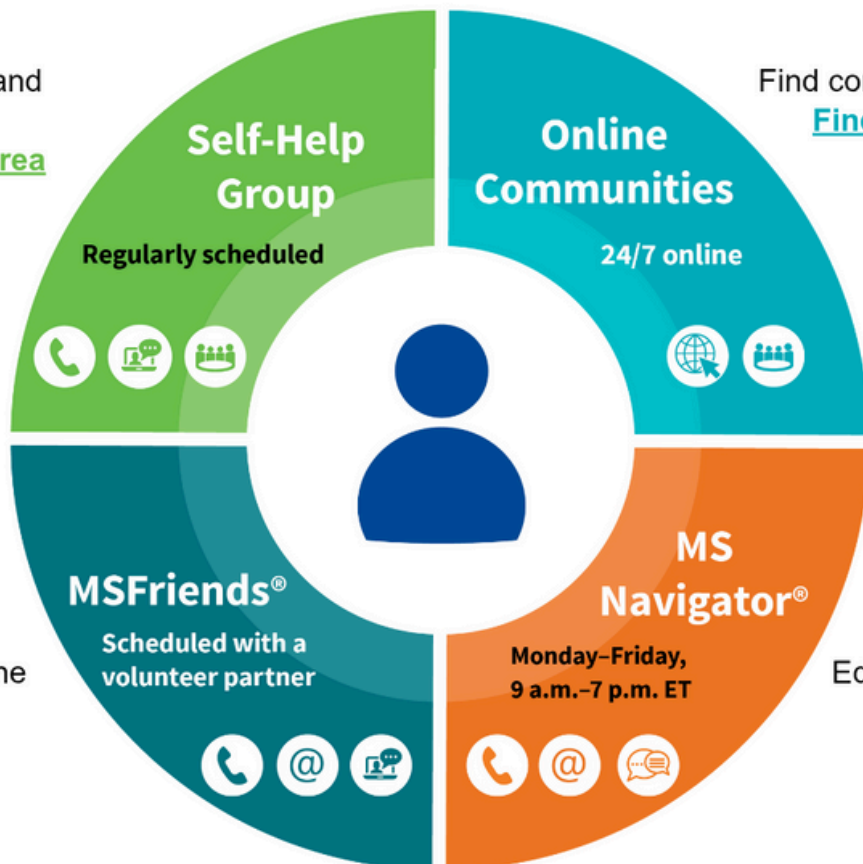 and
rea
Self-Help
Group
Regularly scheduled
Find co
Fin
Online
Communities
24/7 online
MSFriends®
Scheduled with a
volunteer partner
@
ne
MS
Navigator®
Monday–Friday,
9 a.m.–7 p.m. ET
@
Ec